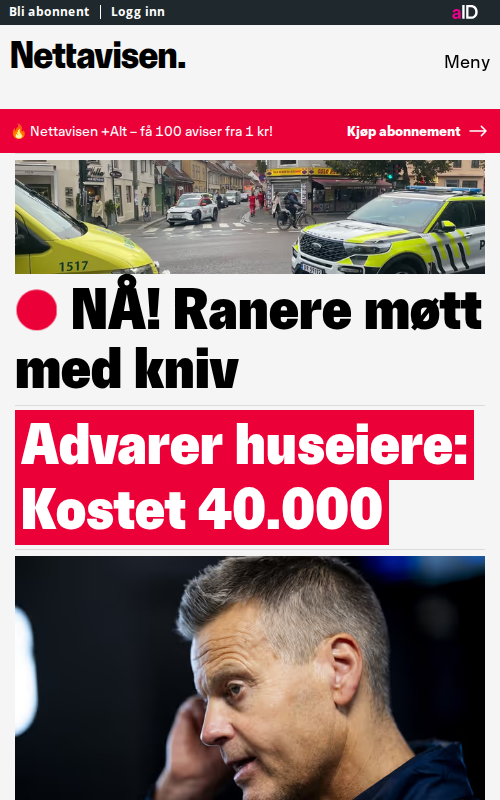 Bli abonnent | Logg inn
aID
Nettavisen.
Meny
🔥 Nettavisen +Alt – få 100 aviser fra 1 kr!
Kjøp abonnement →
1517
NÅ! Ranere møtt
med kniv
Advarer huseiere:
Kostet 40.000